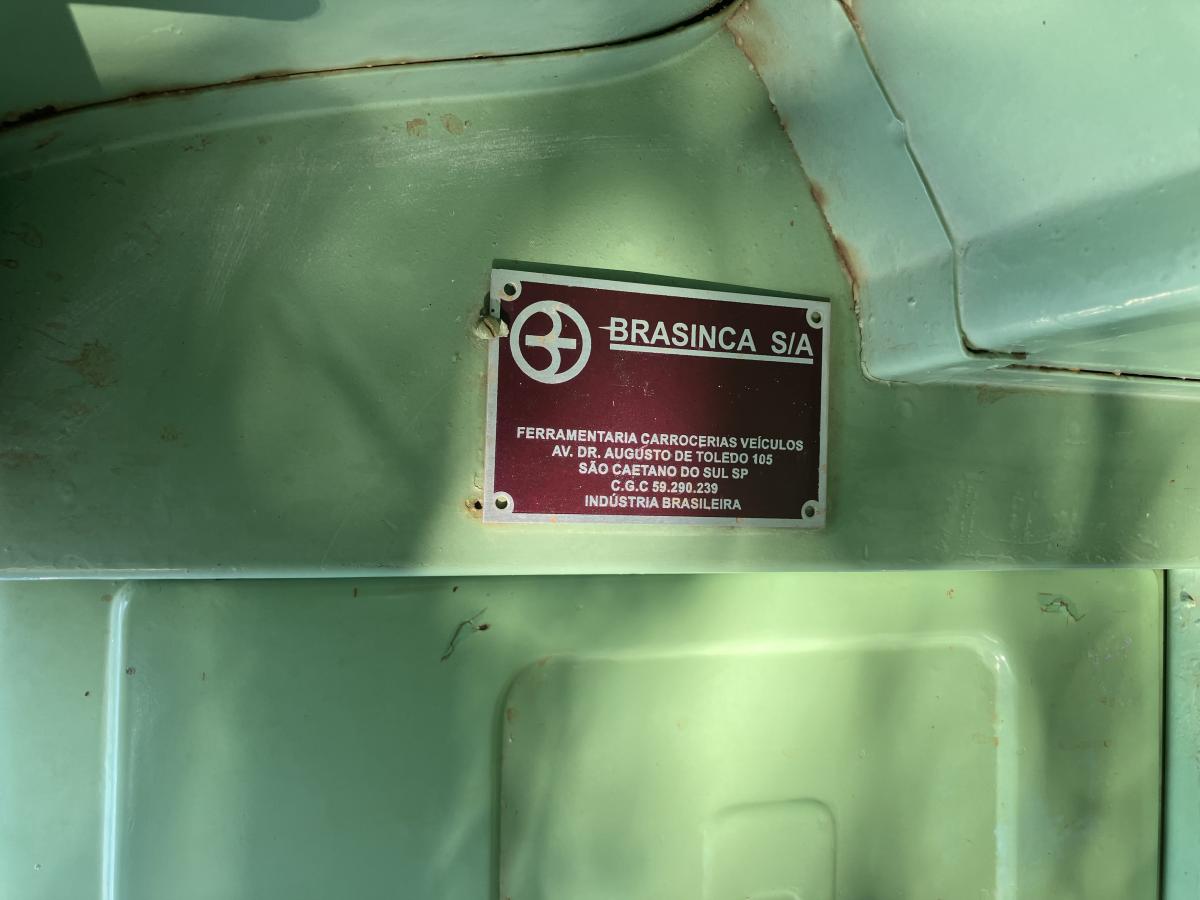 BRASINCA S/A
FERRAMENTARIA CARROCERIAS VEÍCULOS
AV. DR. AUGUSTO DE TOLEDO 105
SÃO CAETANO DO SUL SP
C.G.C 59.290.239
INDÚSTRIA BRASILEIRA